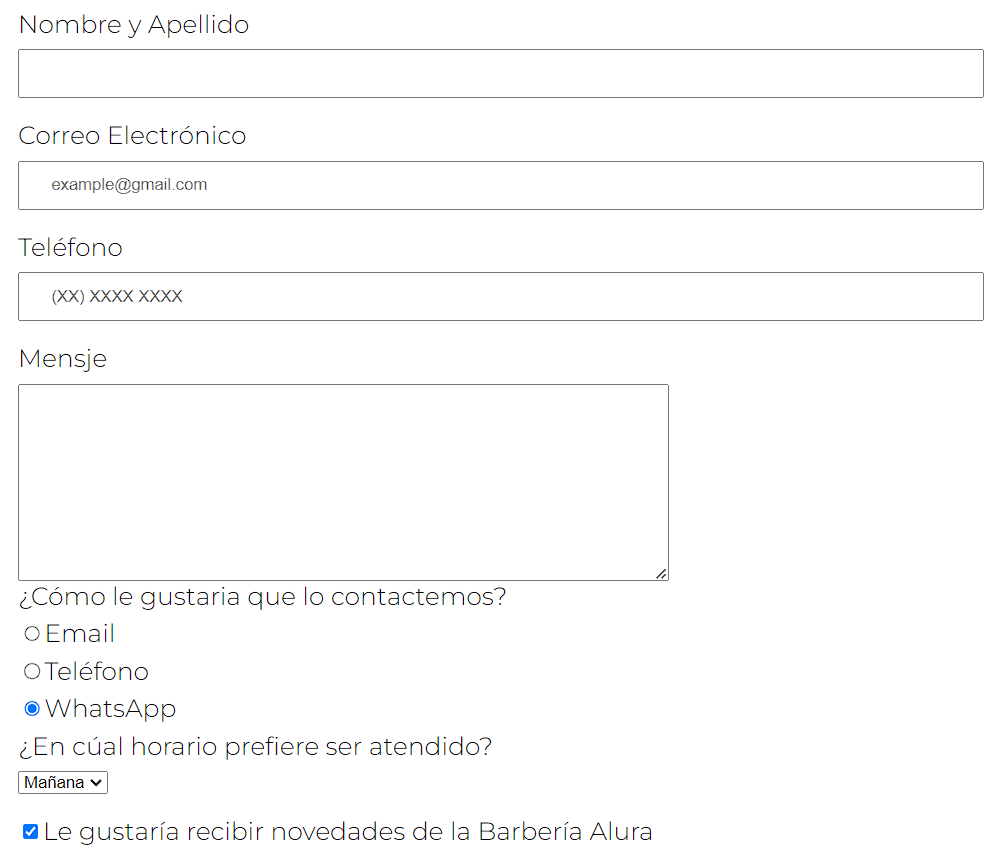 Nombre y Apellido
Correo Electrónico
example@gmail.com
Teléfono
(XX) XXXX XXXX
Mensje
¿Cómo le gustaria que lo contactemos?
Email
Teléfono
WhatsApp
¿En cúal horario prefiere ser atendido?
Mañana
Le gustaría recibir novedades de la Barbería Alura